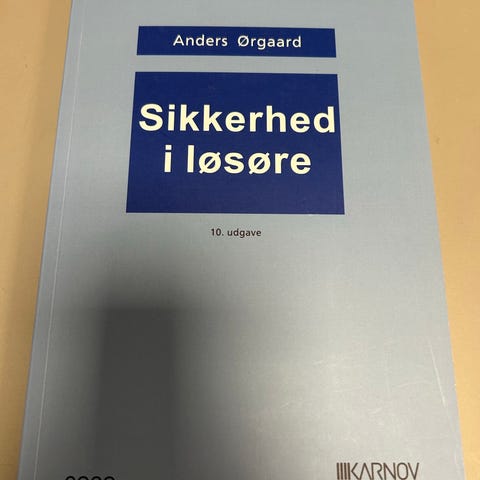 Anders Ørgaard
Sikkerhed
i løsøre
10. udgave
KARNOV